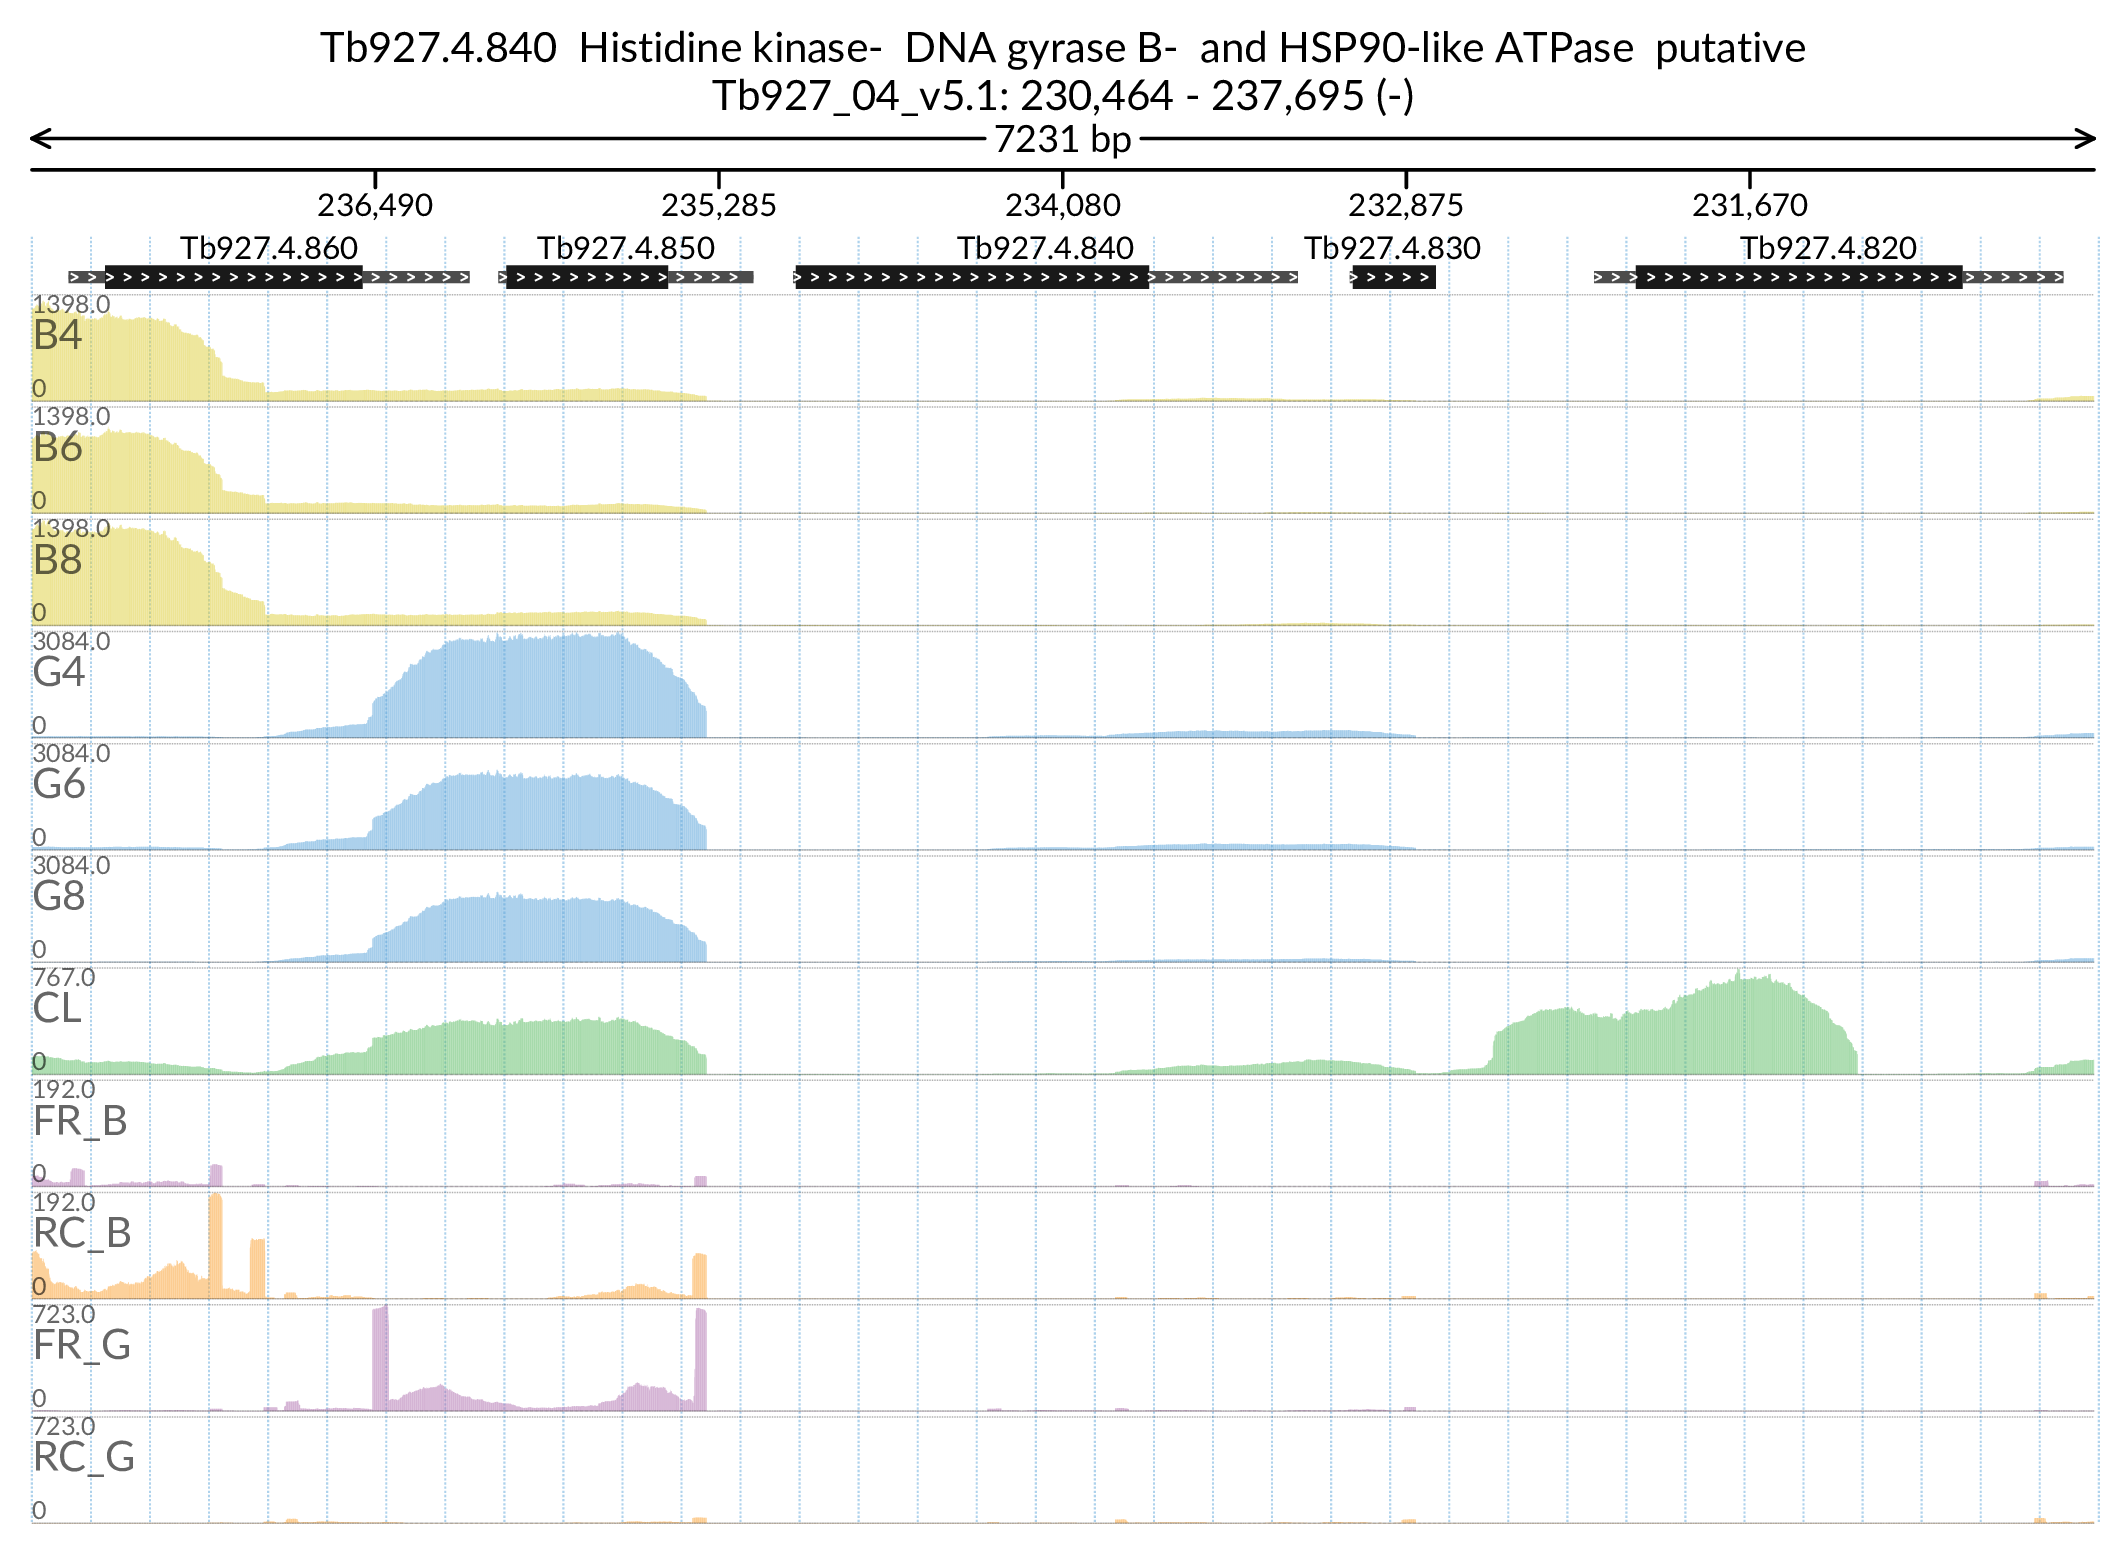 Tb927.4.840 Histidine kinase- DNA gyrase B- and HSP90-like ATPase putative
Tb927_04_v5.1: 230,464 - 237,695 (-)
7231 bp
236,490 235,285 234,080 232,875 231,670
Tb927.4.860 Tb927.4.850 Tb927.4.840 Tb927.4.830 Tb927.4.820
1398.0
B4
0
1398.0
B6
0
1398.0
B8
0
3084.0
G4
0
3084.0
G6
0
3084.0
G8
0
767.0
CL
0
192.0
FR_B
0
192.0
RC_B
0
723.0
FR_G
0
723.0
RC_G
0